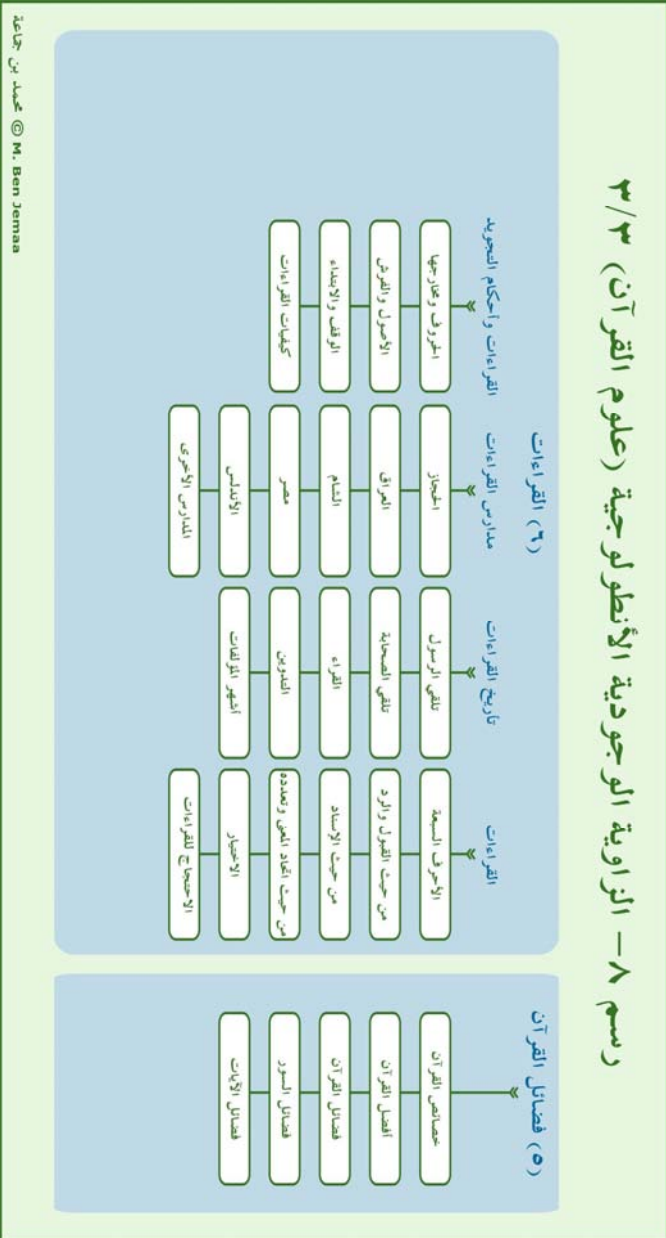 رسم ٨- الزاوية الوجودية الأنطولوجية (علوم القرآن) ٣/٣
(٥) فضائل القرآن
خصائص القرآن
أفضل القرآن
فضائل القرآن
فضائل السور
فضائل الآيات
(٦) القراءات
القراءات
الأحرف السبعة
من حيث القبول والرد
من حيث الإسناد
من حيث اتحاد المعنى وتعدده
الاختيار
الاحتجاج للقراءات
تاريخ القراءات
تلقي الرسول
تلقي الصحابة
القراء
التدوين
أشهر المؤلفات
مدارس القراءات
الحجاز
العراق
الشام
مصر
الأندلس
المدارس الأخرى
القراءات وأحكام التجويد
الحروف ومخارجها
الأصول والفرش
الوقف والابتداء
كيفيات القراءات
محمد بن جماعة © M. Ben Jemaa